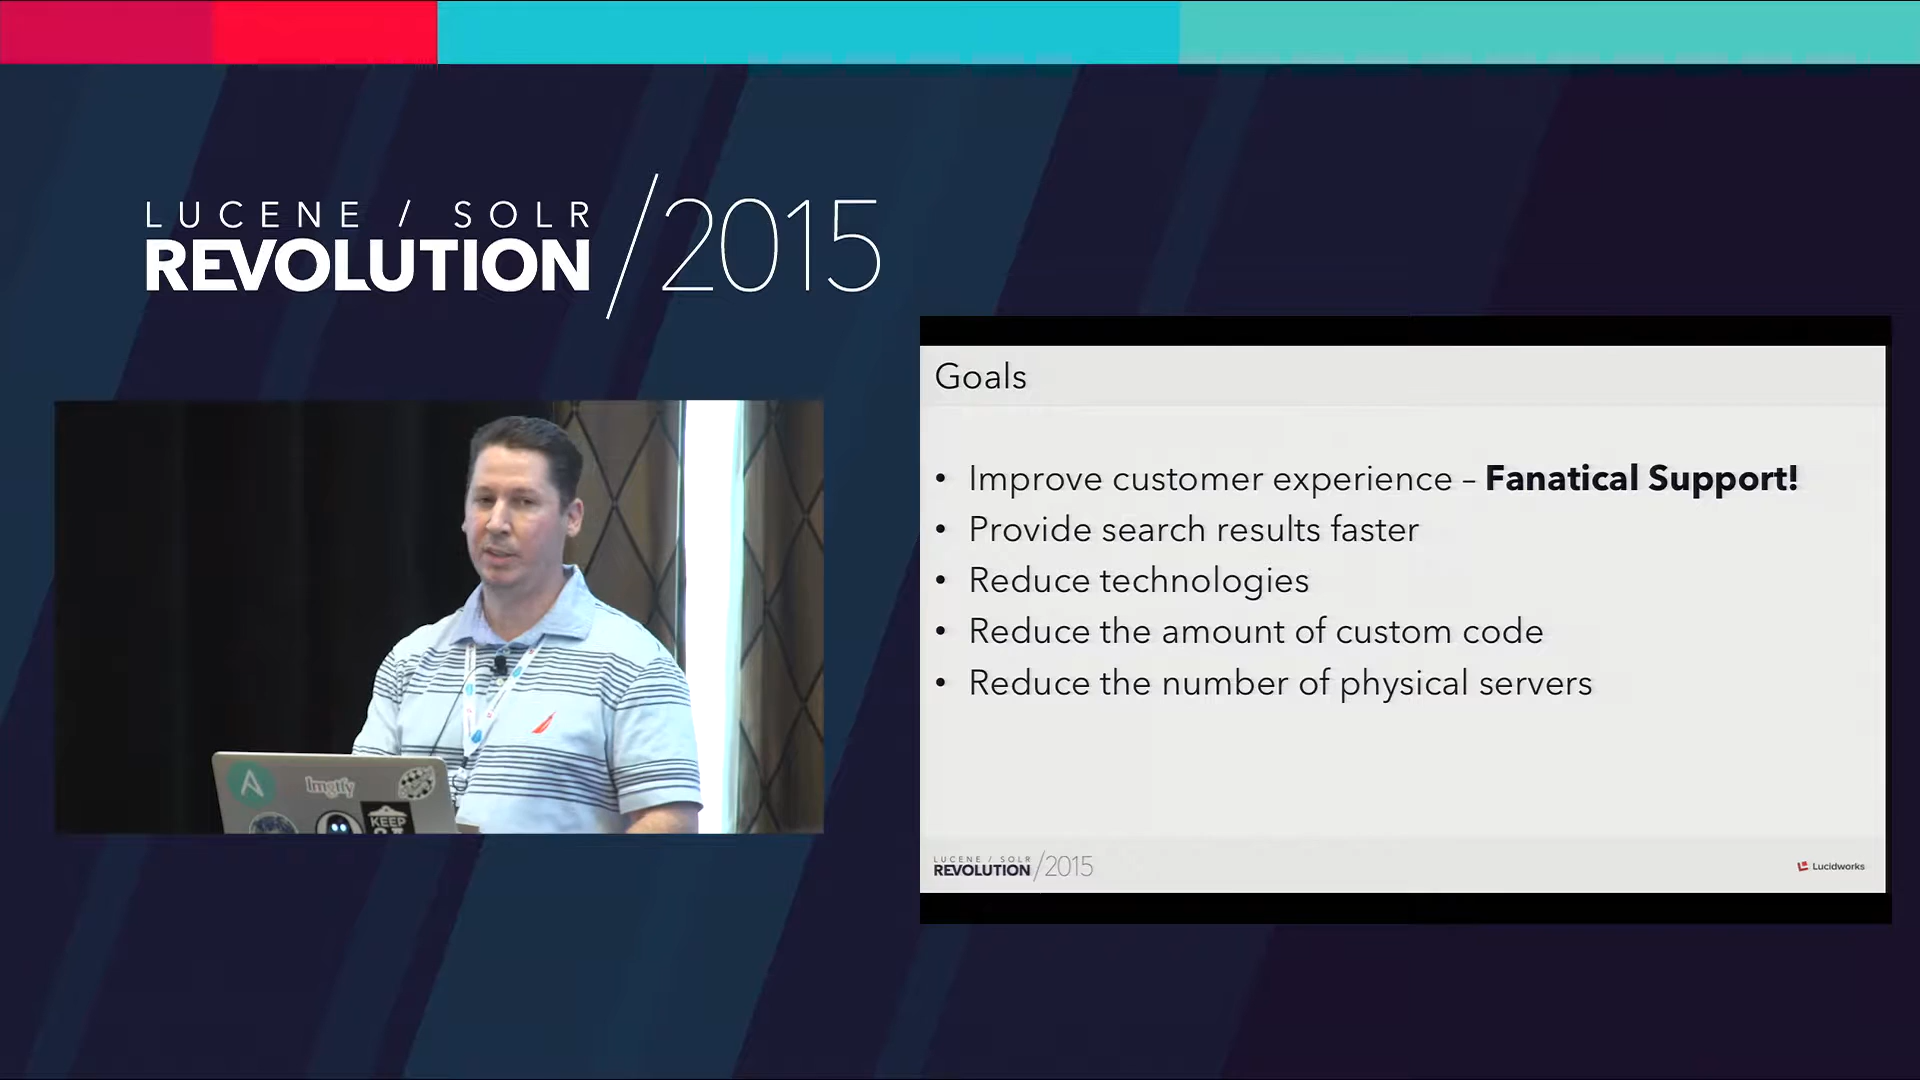 LUCENE / SOLR
REVOLUTION /2015
Goals
• Improve customer experience – Fanatical Support!
• Provide search results faster
• Reduce technologies
• Reduce the amount of custom code
• Reduce the number of physical servers
LUCENE / SOLR
REVOLUTION /2015
Lucidworks
Imgify
KEEP